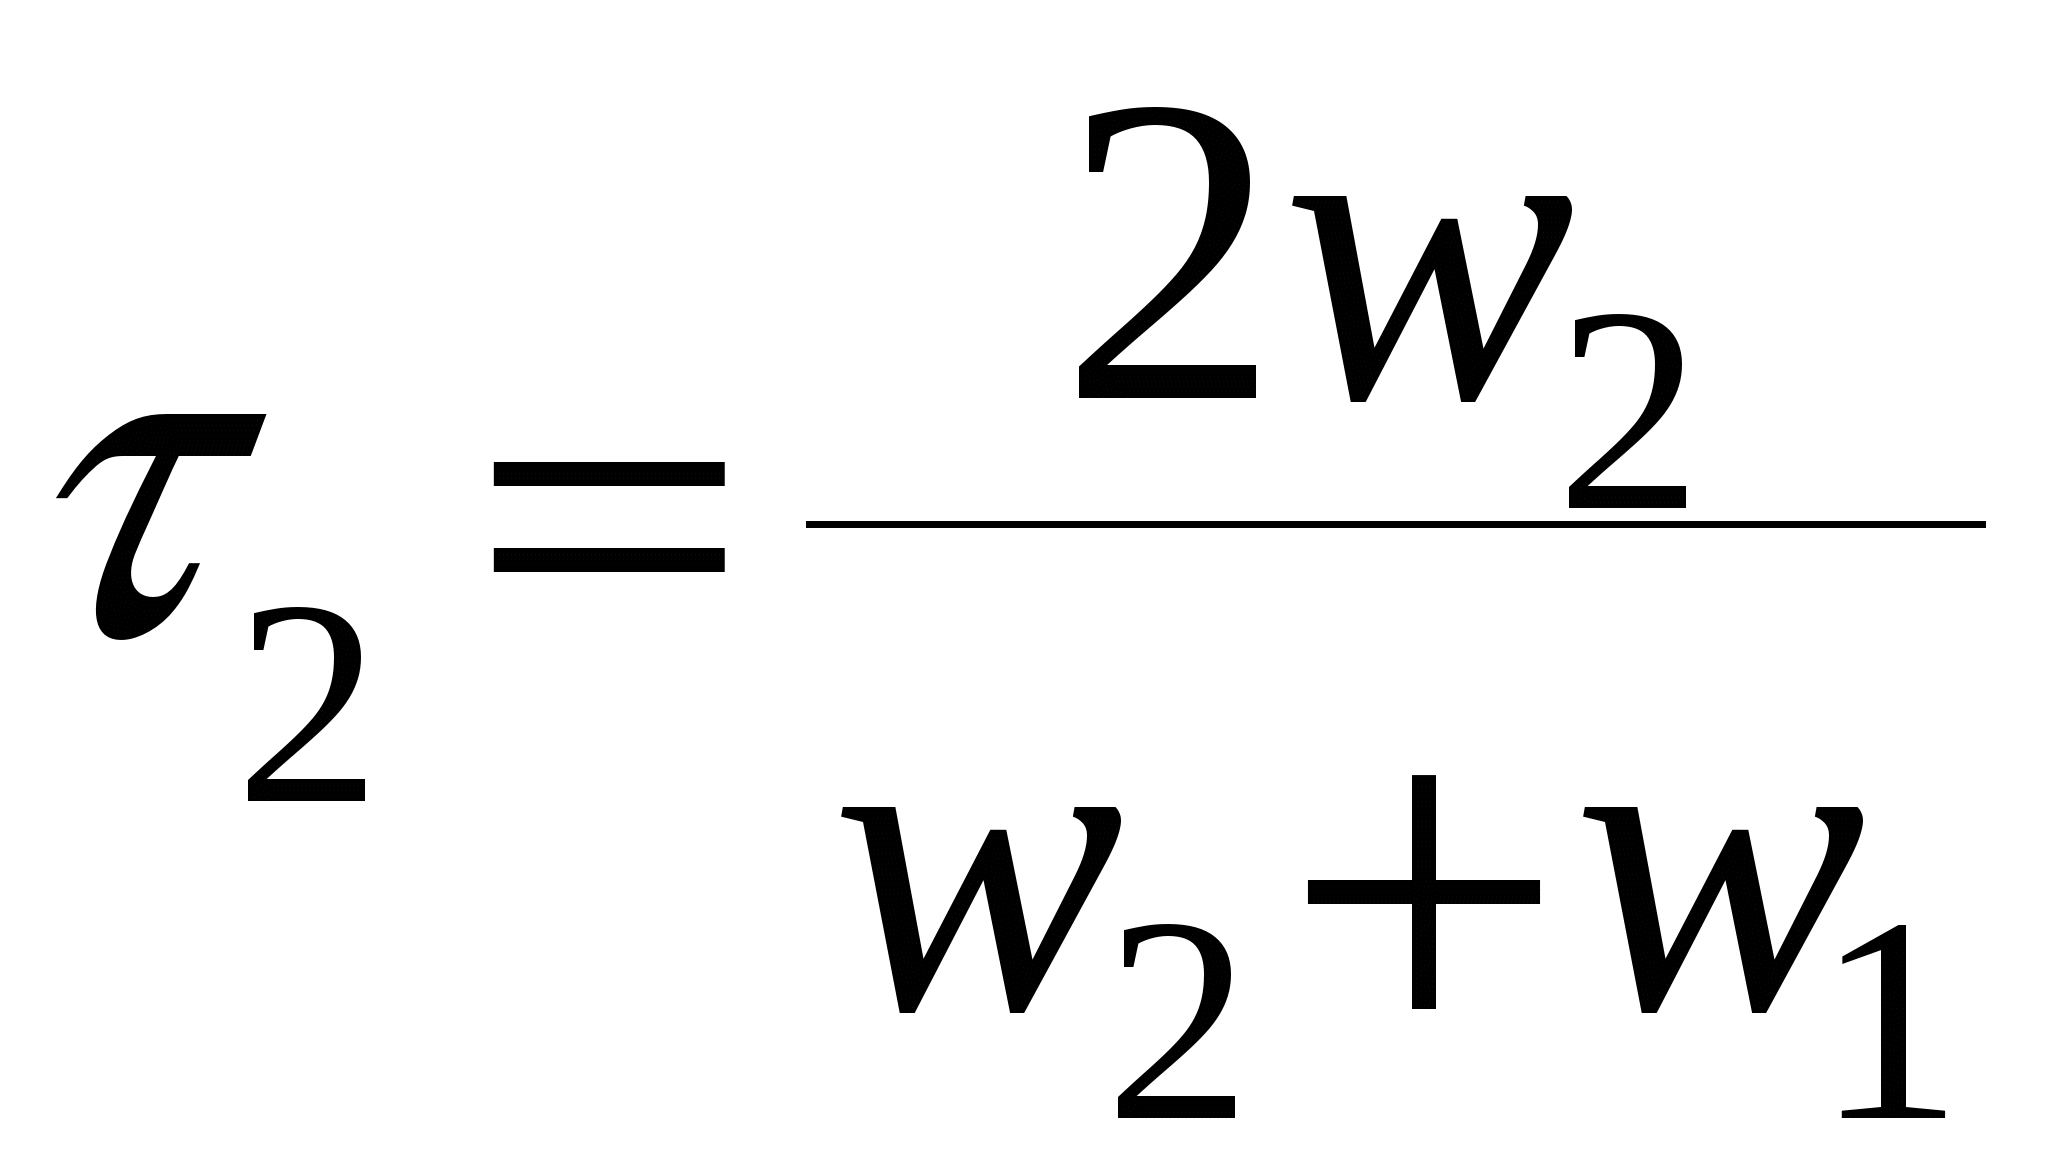 τ₂ = 2w₂ / (w₂ + w₁)